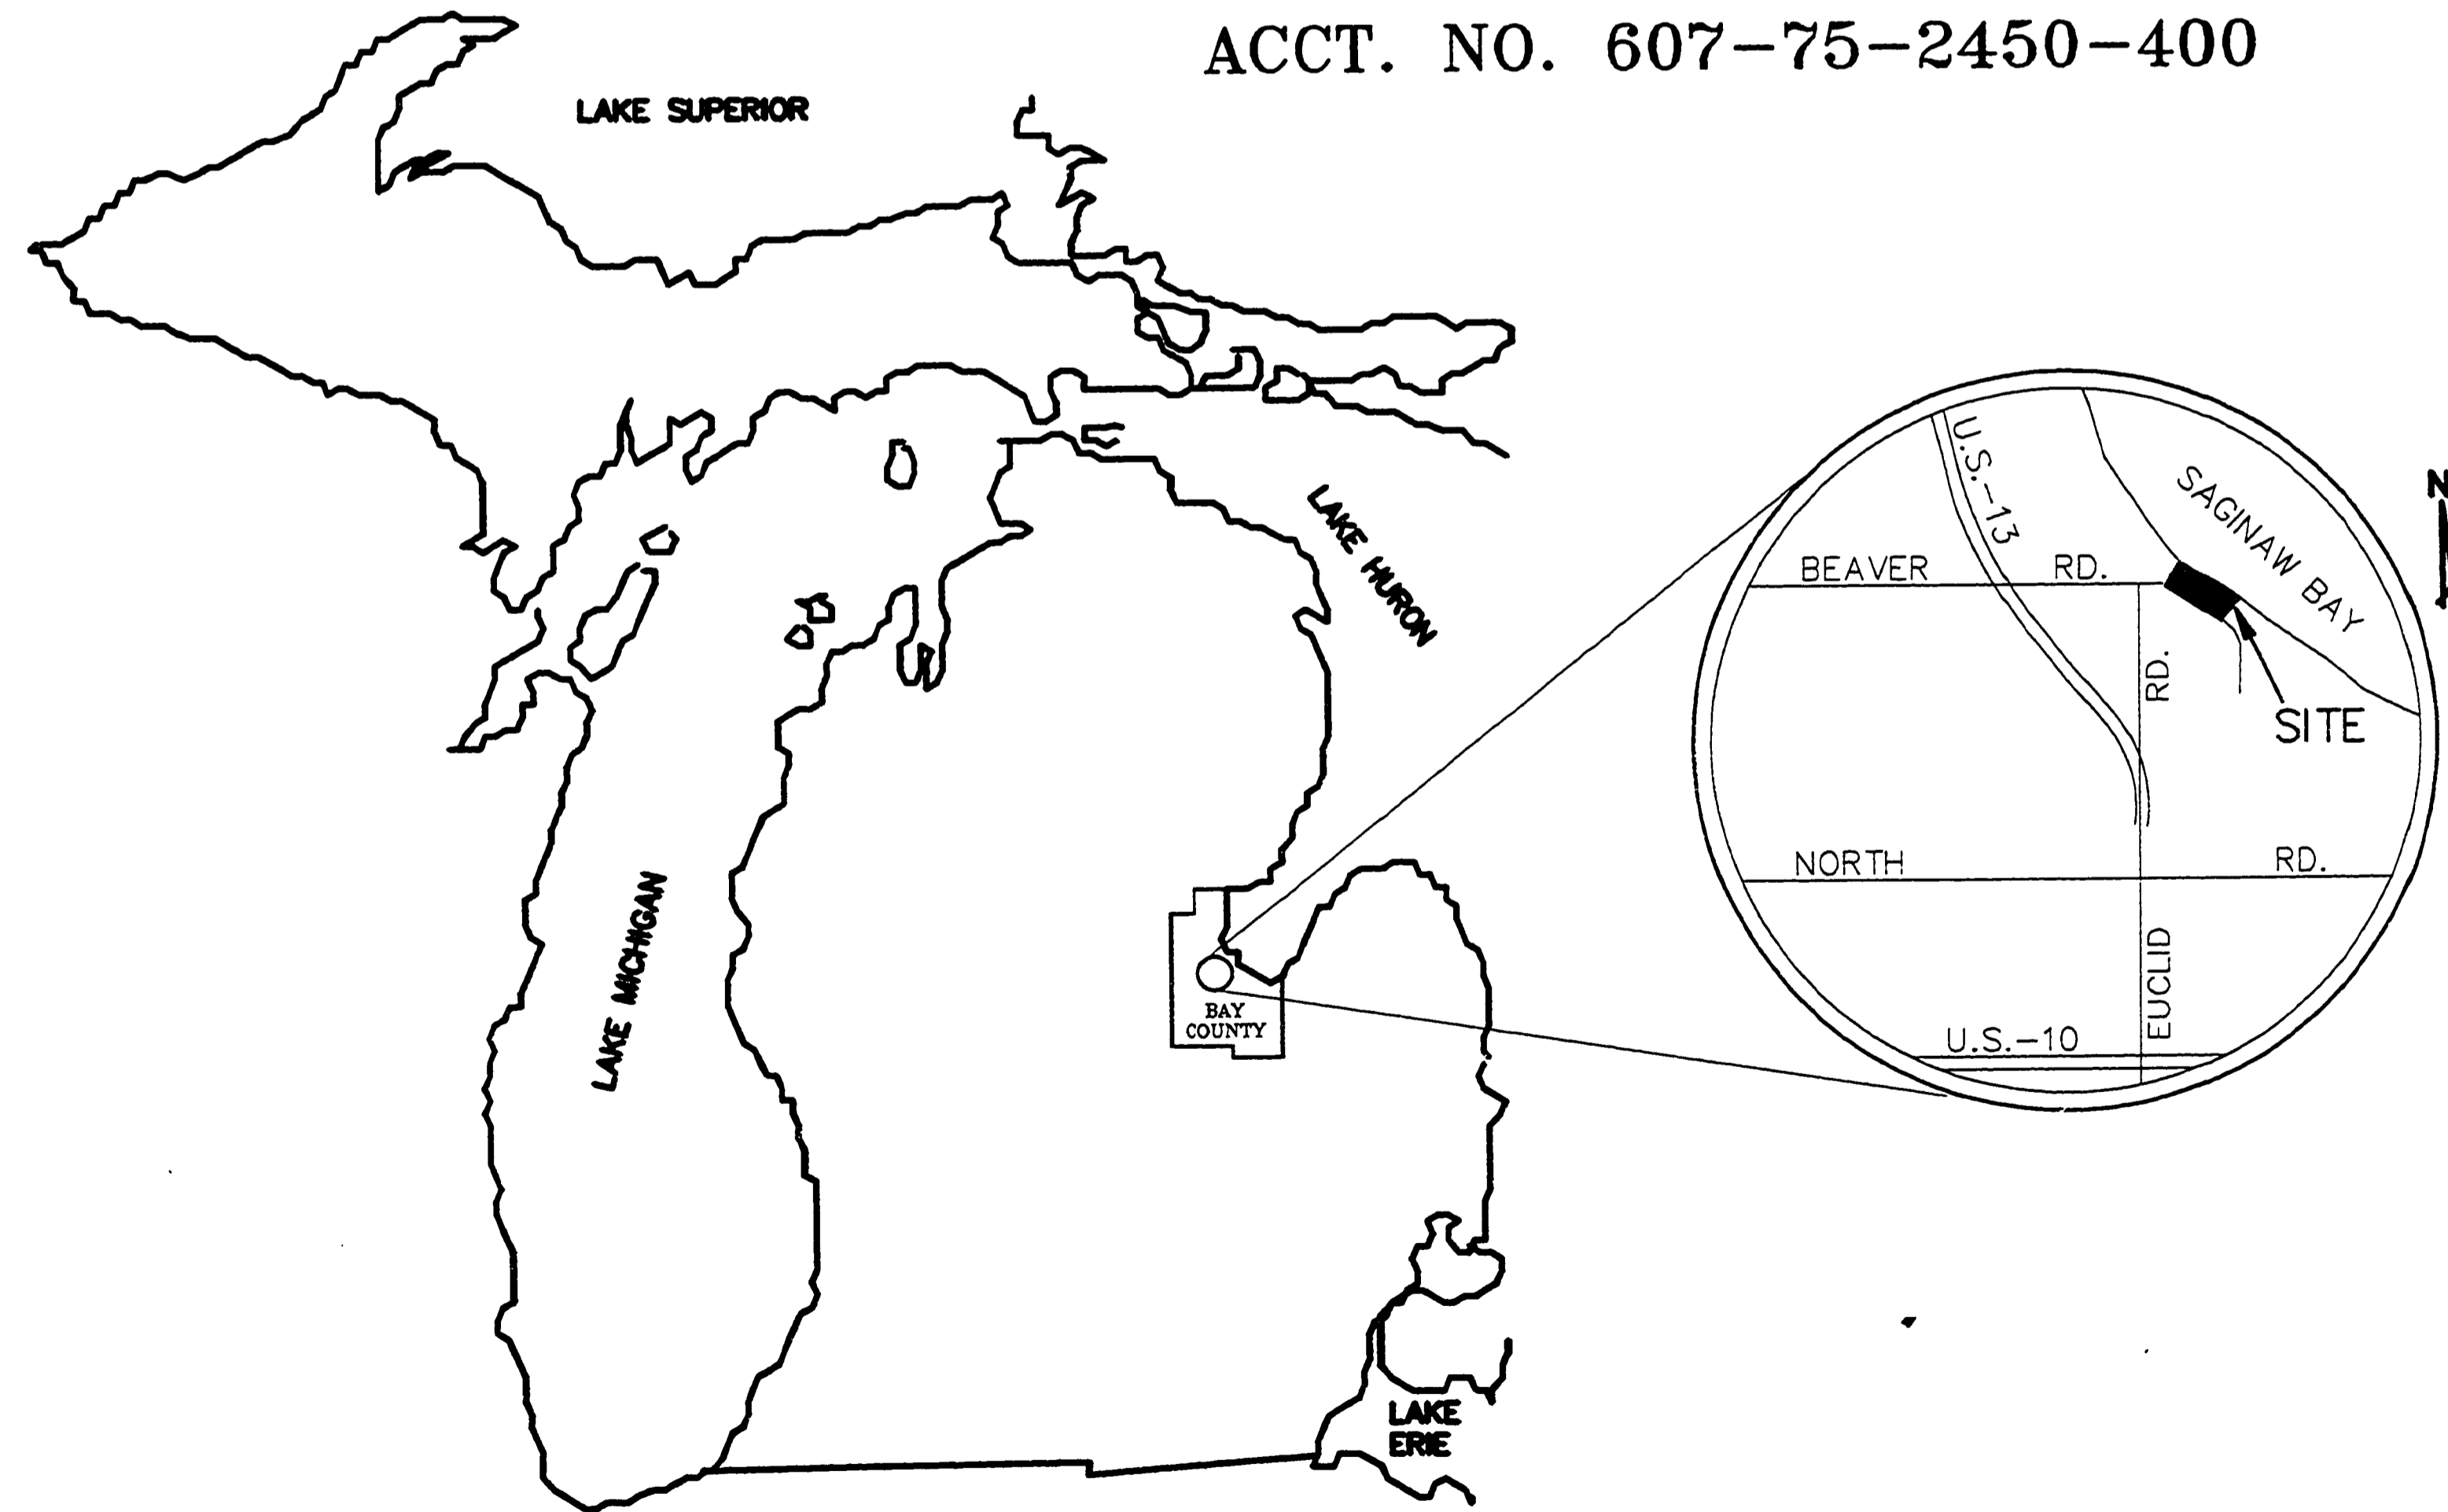 ACCT. NO. 607-75-2450-400
LAKE SUPERIOR
LAKE HURON
LAKE MICHIGAN
BAY
COUNTY
LAKE
ERIE
U.S.-13
SAGINAW BAY
N
BEAVER RD.
RD.
SITE
NORTH RD.
EUCLID
U.S.-10